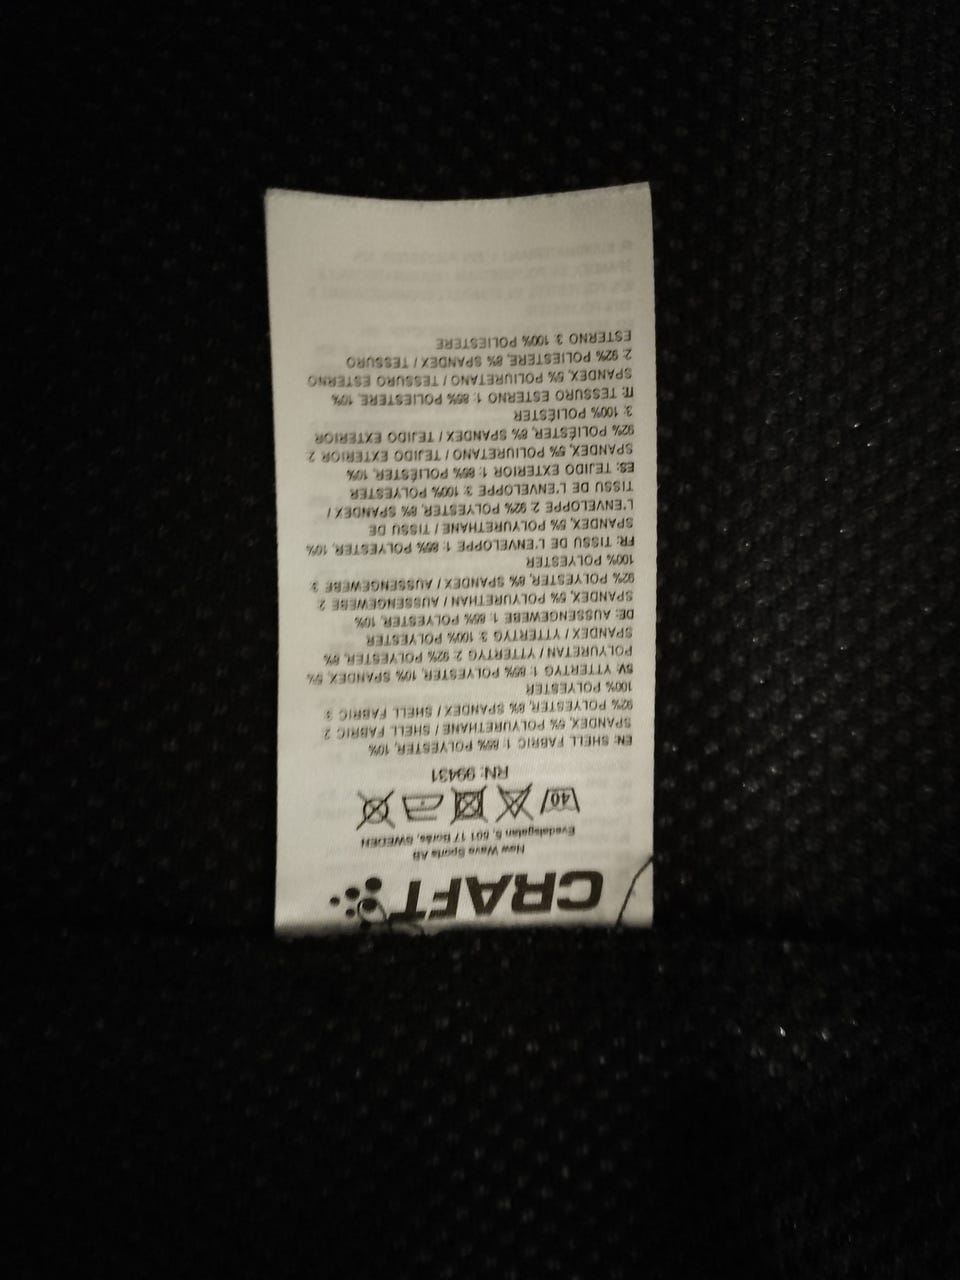 CRAFT
New Wave Sports AB
Evedalsgatan 5, 501 17 Borås, SWEDEN
40
RN: 99431
EN: SHELL FABRIC 1: 85% POLYESTER, 10%
SPANDEX, 5% POLYURETHANE / SHELL FABRIC 2:
92% POLYESTER, 8% SPANDEX / SHELL FABRIC 3:
100% POLYESTER
SV: YTTERTYG 1: 85% POLYESTER, 10% SPANDEX, 5%
POLYURETAN / YTTERTYG 2: 92% POLYESTER, 8%
SPANDEX / YTTERTYG 3: 100% POLYESTER
DE: AUSSENGEWEBE 1: 85% POLYESTER, 10%
SPANDEX, 5% POLYURETHAN / AUSSENGEWEBE 2:
92% POLYESTER, 8% SPANDEX / AUSSENGEWEBE 3:
100% POLYESTER
FR: TISSU DE L'ENVELOPPE 1: 85% POLYESTER, 10%
SPANDEX, 5% POLYURETHANE / TISSU DE
L'ENVELOPPE 2: 92% POLYESTER, 8% SPANDEX /
TISSU DE L'ENVELOPPE 3: 100% POLYESTER
ES: TEJIDO EXTERIOR 1: 85% POLIÉSTER, 10%
SPANDEX, 5% POLIURETANO / TEJIDO EXTERIOR 2:
92% POLIÉSTER, 8% SPANDEX / TEJIDO EXTERIOR
3: 100% POLIÉSTER
IT: TESSURO ESTERNO 1: 85% POLIESTERE, 10%
SPANDEX, 5% POLIURETANO / TESSURO ESTERNO
2: 92% POLIESTERE, 8% SPANDEX / TESSURO
ESTERNO 3: 100% POLIESTERE